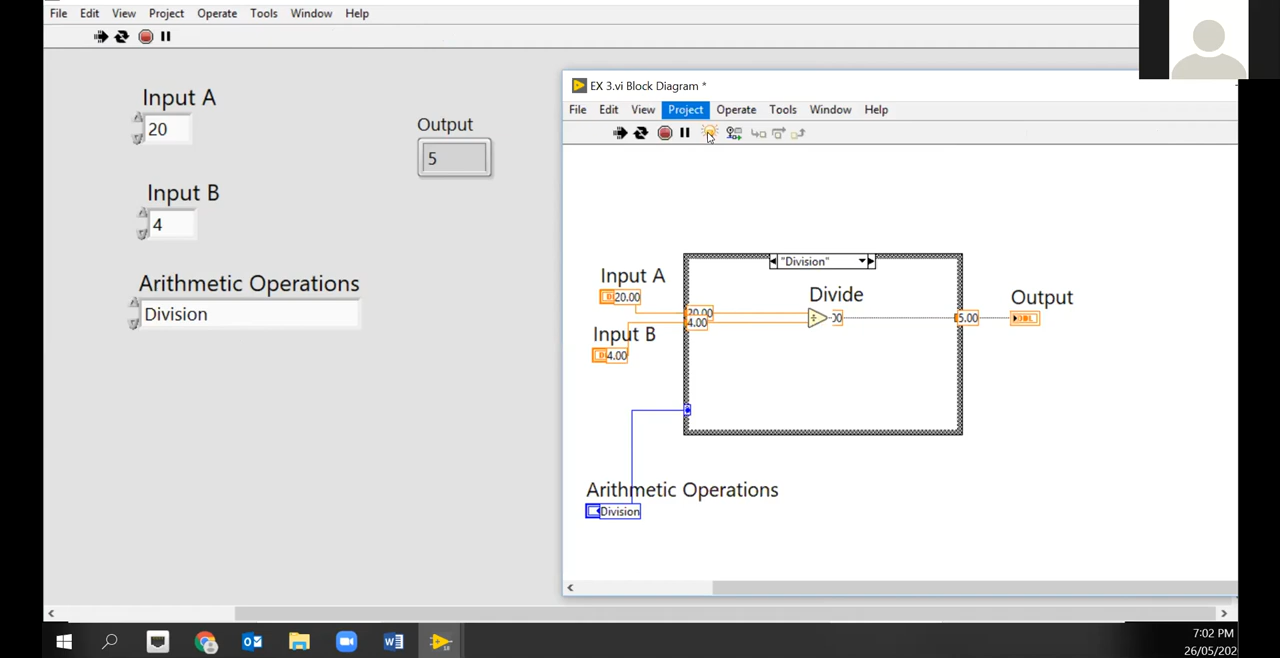 File Edit View Project Operate Tools Window Help
Input A
20
Input B
4
Arithmetic Operations
Division
Output
5
EX 3.vi Block Diagram *
File Edit View Project Operate Tools Window Help
"Division"
Input A
20.00
Input B
4.00
20.00
4.00
Divide
5.00
Output
DBL
Arithmetic Operations
Division
7:02 PM
26/05/202